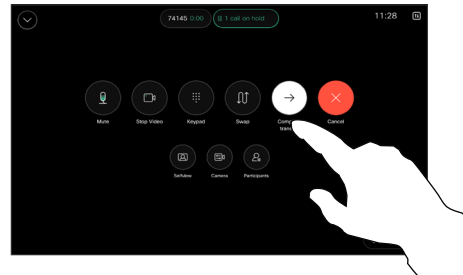 74145 0:00 1 call on hold 11:28
Mute Stop Video Keypad Swap Cancel
Selfview Camera Participants